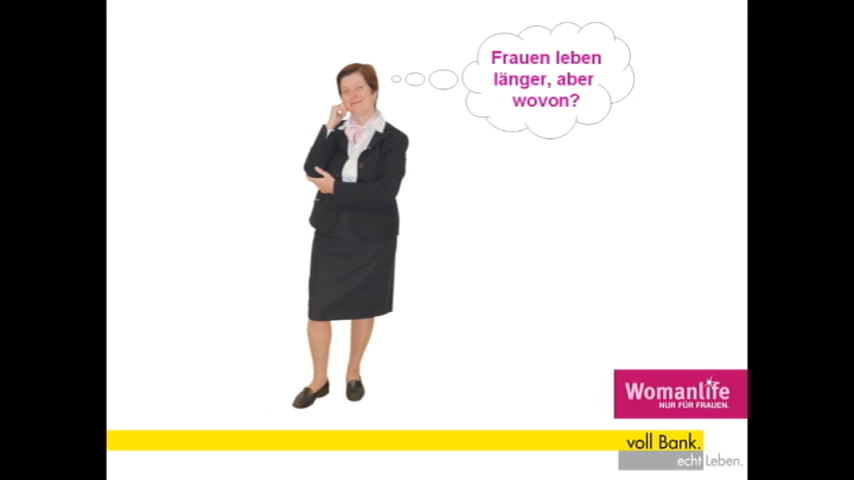 Frauen leben
länger, aber
wovon?
Womanlife
NUR FÜR FRAUEN.
voll Bank.
echt Leben.